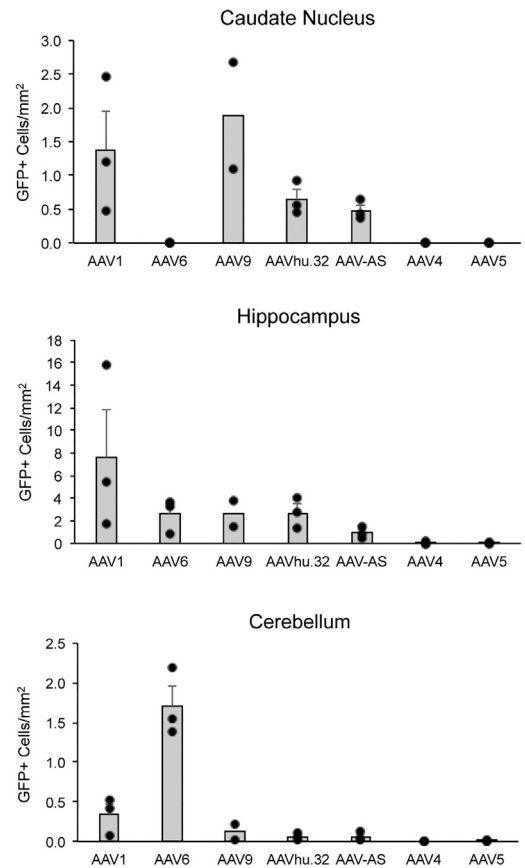 Caudate Nucleus
GFP+ Cells/mm²
3.0
2.5
2.0
1.5
1.0
0.5
0.0
AAV1 AAV6 AAV9 AAVhu.32 AAV-AS AAV4 AAV5
Hippocampus
GFP+ Cells/mm²
18
16
14
12
10
8
6
4
2
0
AAV1 AAV6 AAV9 AAVhu.32 AAV-AS AAV4 AAV5
Cerebellum
GFP+ Cells/mm²
2.5
2.0
1.5
1.0
0.5
0.0
AAV1 AAV6 AAV9 AAVhu.32 AAV-AS AAV4 AAV5